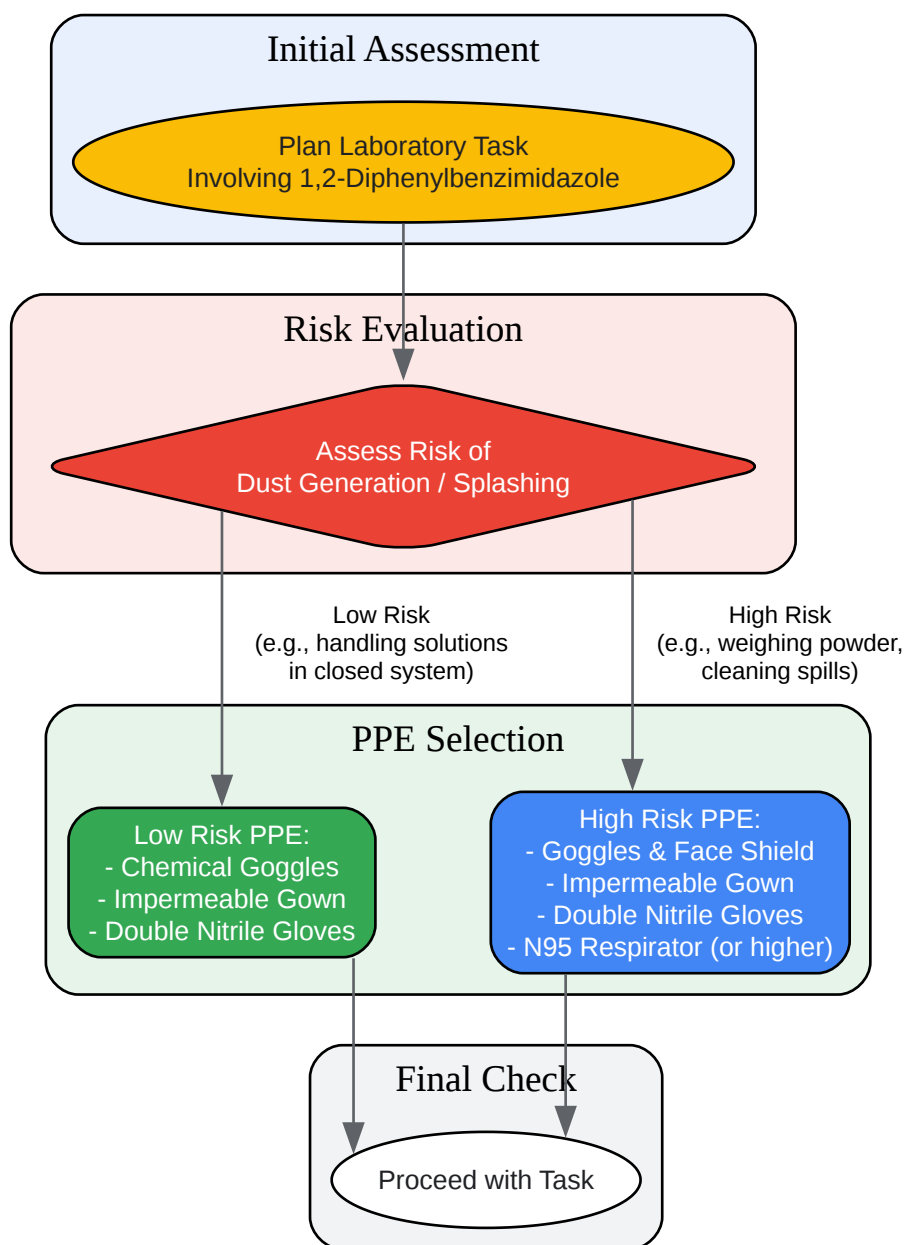 Initial Assessment
Plan Laboratory Task
Involving 1,2-Diphenylbenzimidazole
Risk Evaluation
Assess Risk of
Dust Generation / Splashing
Low Risk
(e.g., handling solutions
in closed system)
High Risk
(e.g., weighing powder,
cleaning spills)
PPE Selection
Low Risk PPE:
- Chemical Goggles
- Impermeable Gown
- Double Nitrile Gloves
High Risk PPE:
- Goggles & Face Shield
- Impermeable Gown
- Double Nitrile Gloves
- N95 Respirator (or higher)
Final Check
Proceed with Task